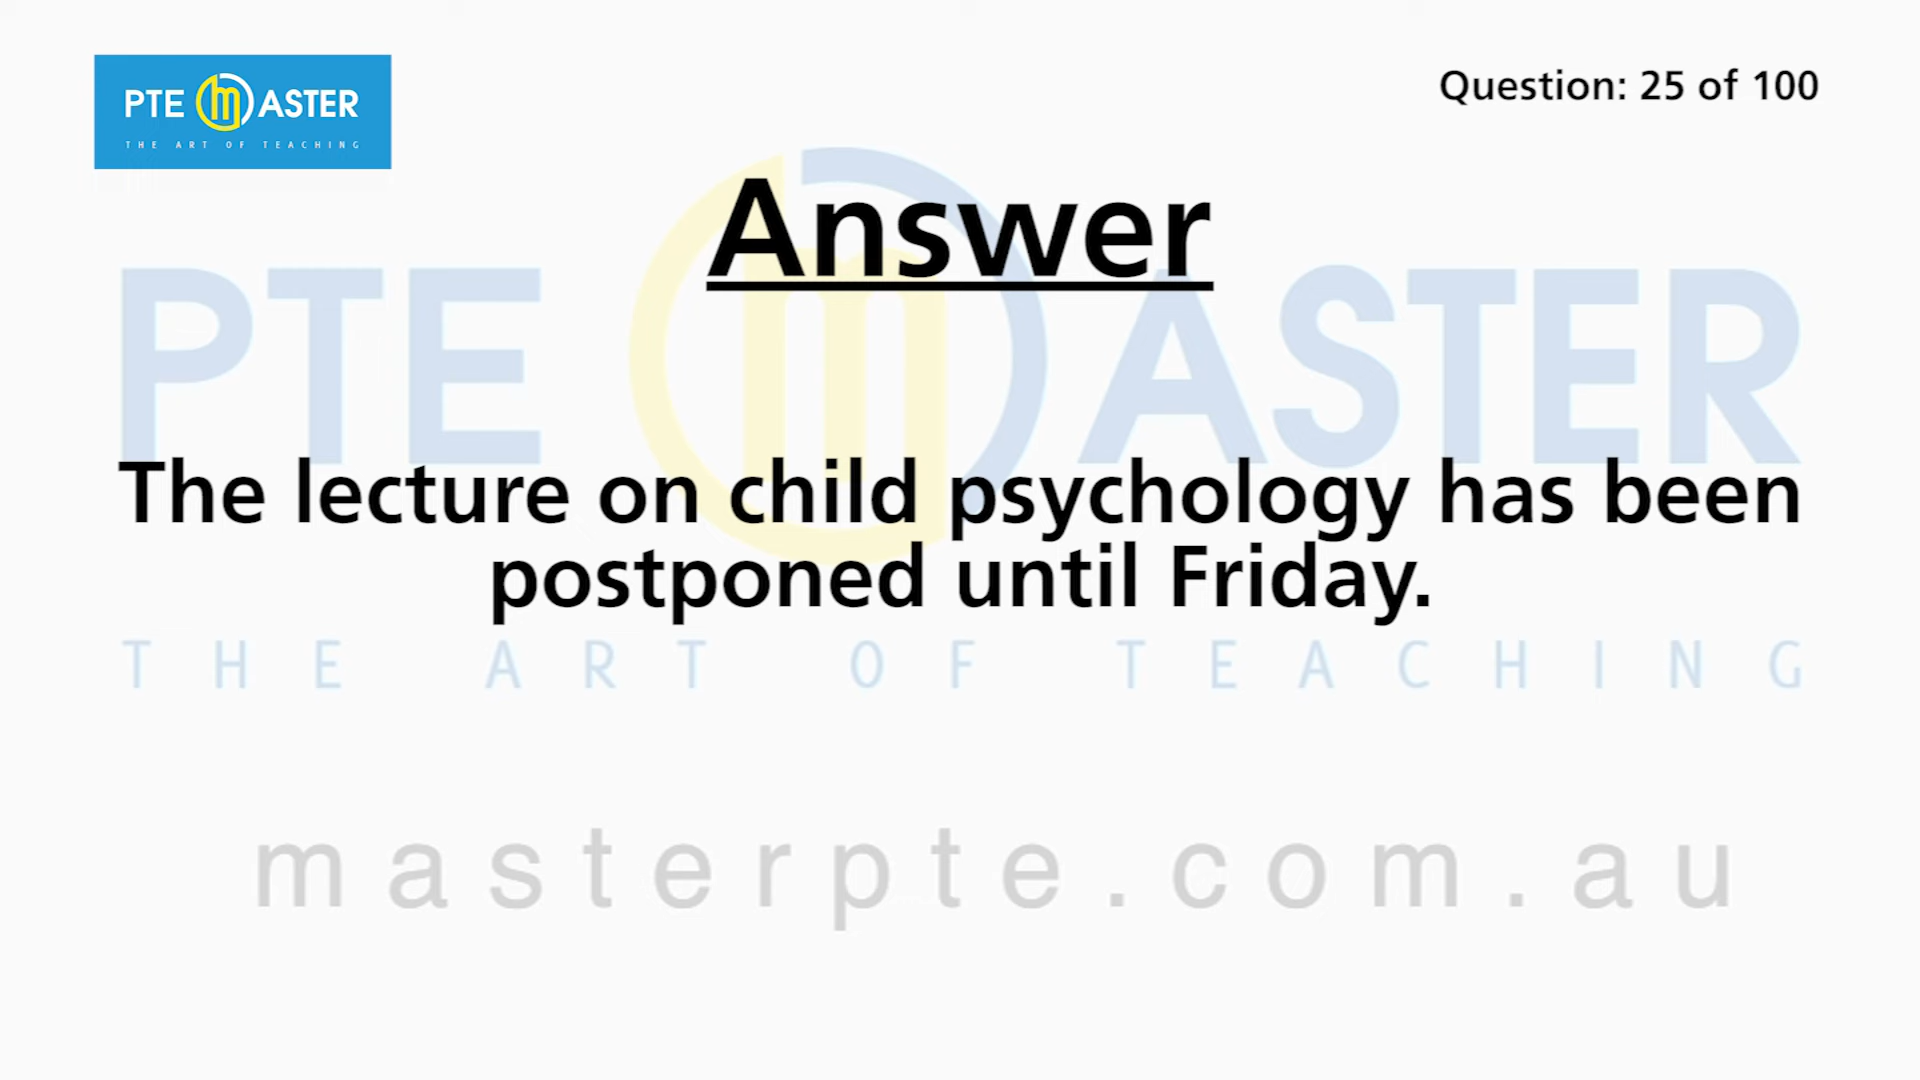 PTE MASTER
THE ART OF TEACHING
Question: 25 of 100
Answer
PTE MASTER
The lecture on child psychology has been
postponed until Friday.
THE ART OF TEACHING
masterpte.com.au